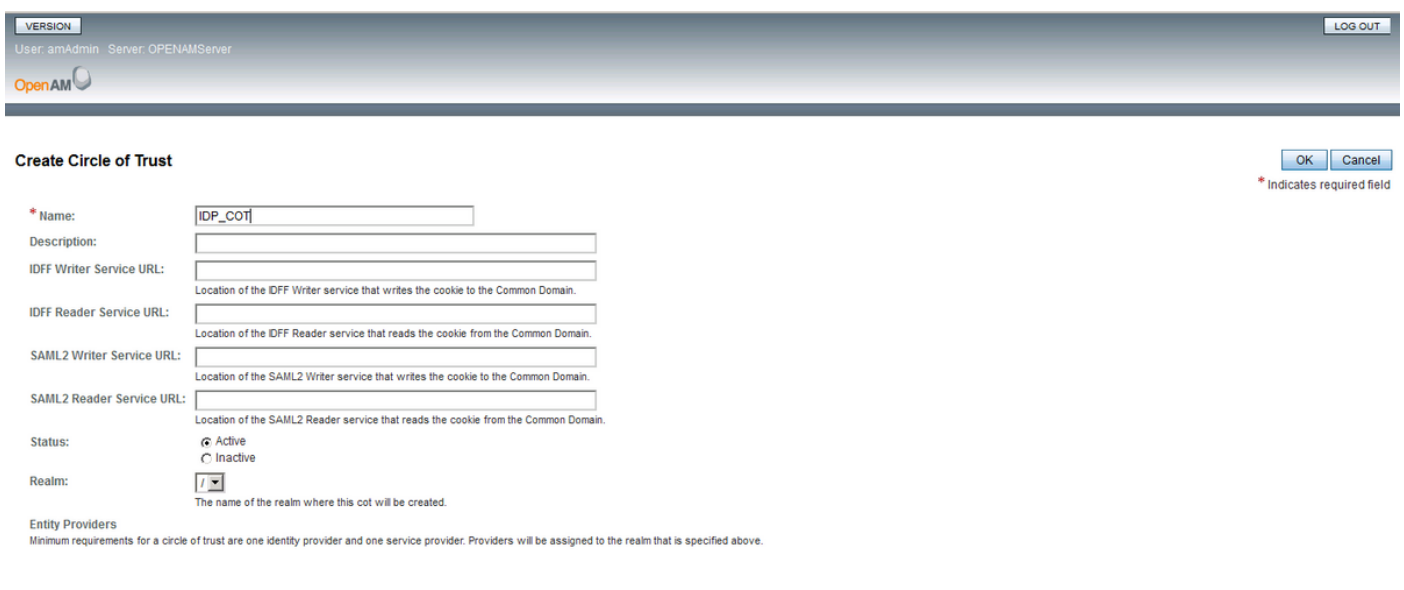 VERSION
LOG OUT
User: amAdmin Server: OPENAMServer
OpenAM
Create Circle of Trust
OK Cancel
* Indicates required field
* Name: IDP_COT
Description:
IDFF Writer Service URL:
Location of the IDFF Writer service that writes the cookie to the Common Domain.
IDFF Reader Service URL:
Location of the IDFF Reader service that reads the cookie from the Common Domain.
SAML2 Writer Service URL:
Location of the SAML2 Writer service that writes the cookie to the Common Domain.
SAML2 Reader Service URL:
Location of the SAML2 Reader service that reads the cookie from the Common Domain.
Status: Active
Inactive
Realm: /
The name of the realm where this cot will be created.
Entity Providers
Minimum requirements for a circle of trust are one identity provider and one service provider. Providers will be assigned to the realm that is specified above.